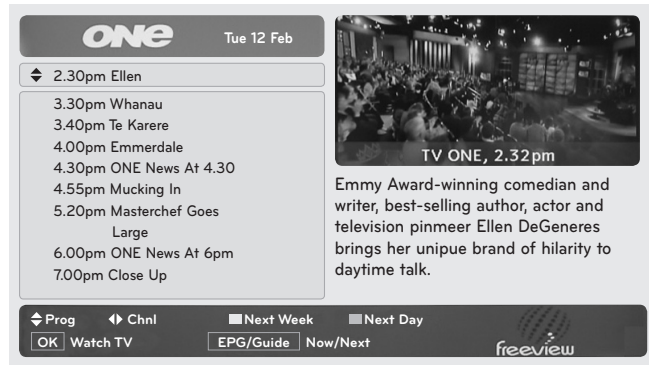 ONE Tue 12 Feb
2.30pm Ellen
3.30pm Whanau
3.40pm Te Karere
4.00pm Emmerdale
4.30pm ONE News At 4.30
4.55pm Mucking In
5.20pm Masterchef Goes
Large
6.00pm ONE News At 6pm
7.00pm Close Up
TV ONE, 2.32pm
Emmy Award-winning comedian and
writer, best-selling author, actor and
television pinmeer Ellen DeGeneres
brings her unipue brand of hilarity to
daytime talk.
Prog Chnl Next Week Next Day
OK Watch TV EPG/Guide Now/Next
freeview